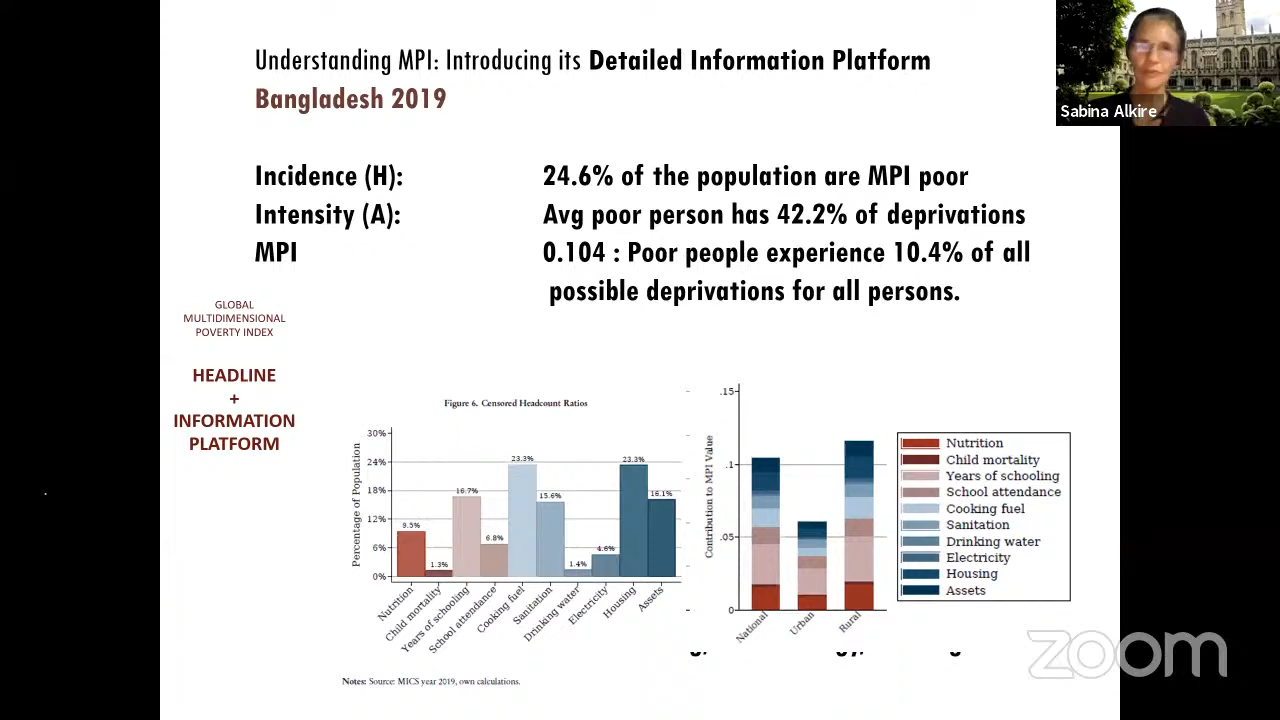 Understanding MPI: Introducing its Detailed Information Platform
Bangladesh 2019
Sabina Alkire
Incidence (H): 24.6% of the population are MPI poor
Intensity (A): Avg poor person has 42.2% of deprivations
MPI 0.104 : Poor people experience 10.4% of all
possible deprivations for all persons.
GLOBAL
MULTIDIMENSIONAL
POVERTY INDEX
HEADLINE
+
INFORMATION
PLATFORM
Figure 6. Censored Headcount Ratios
Percentage of Population
30%
24%
18%
12%
6%
0%
9.5%
1.3%
16.7%
6.8%
23.3%
15.6%
1.4%
4.6%
23.3%
16.1%
Nutrition
Child mortality
Years of schooling
School attendance
Cooking fuel
Sanitation
Drinking water
Electricity
Housing
Assets
Notes: Source: MICS year 2019, own calculations.
Contribution to MPI Value
.15
.1
.05
0
National
Urban
Rural
Nutrition
Child mortality
Years of schooling
School attendance
Cooking fuel
Sanitation
Drinking water
Electricity
Housing
Assets
zoom